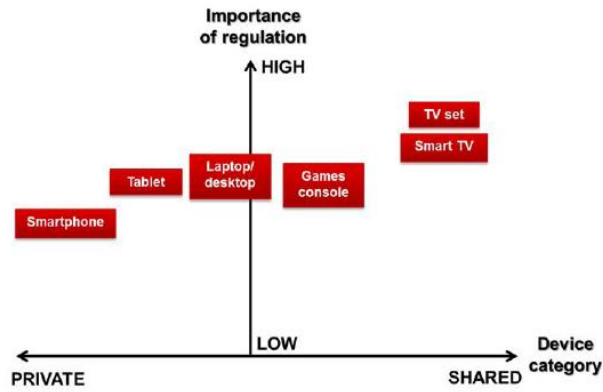 Importance
of regulation
HIGH
TV set
Smart TV
Laptop/
desktop
Games
console
Tablet
Smartphone
LOW
Device
category
PRIVATE
SHARED